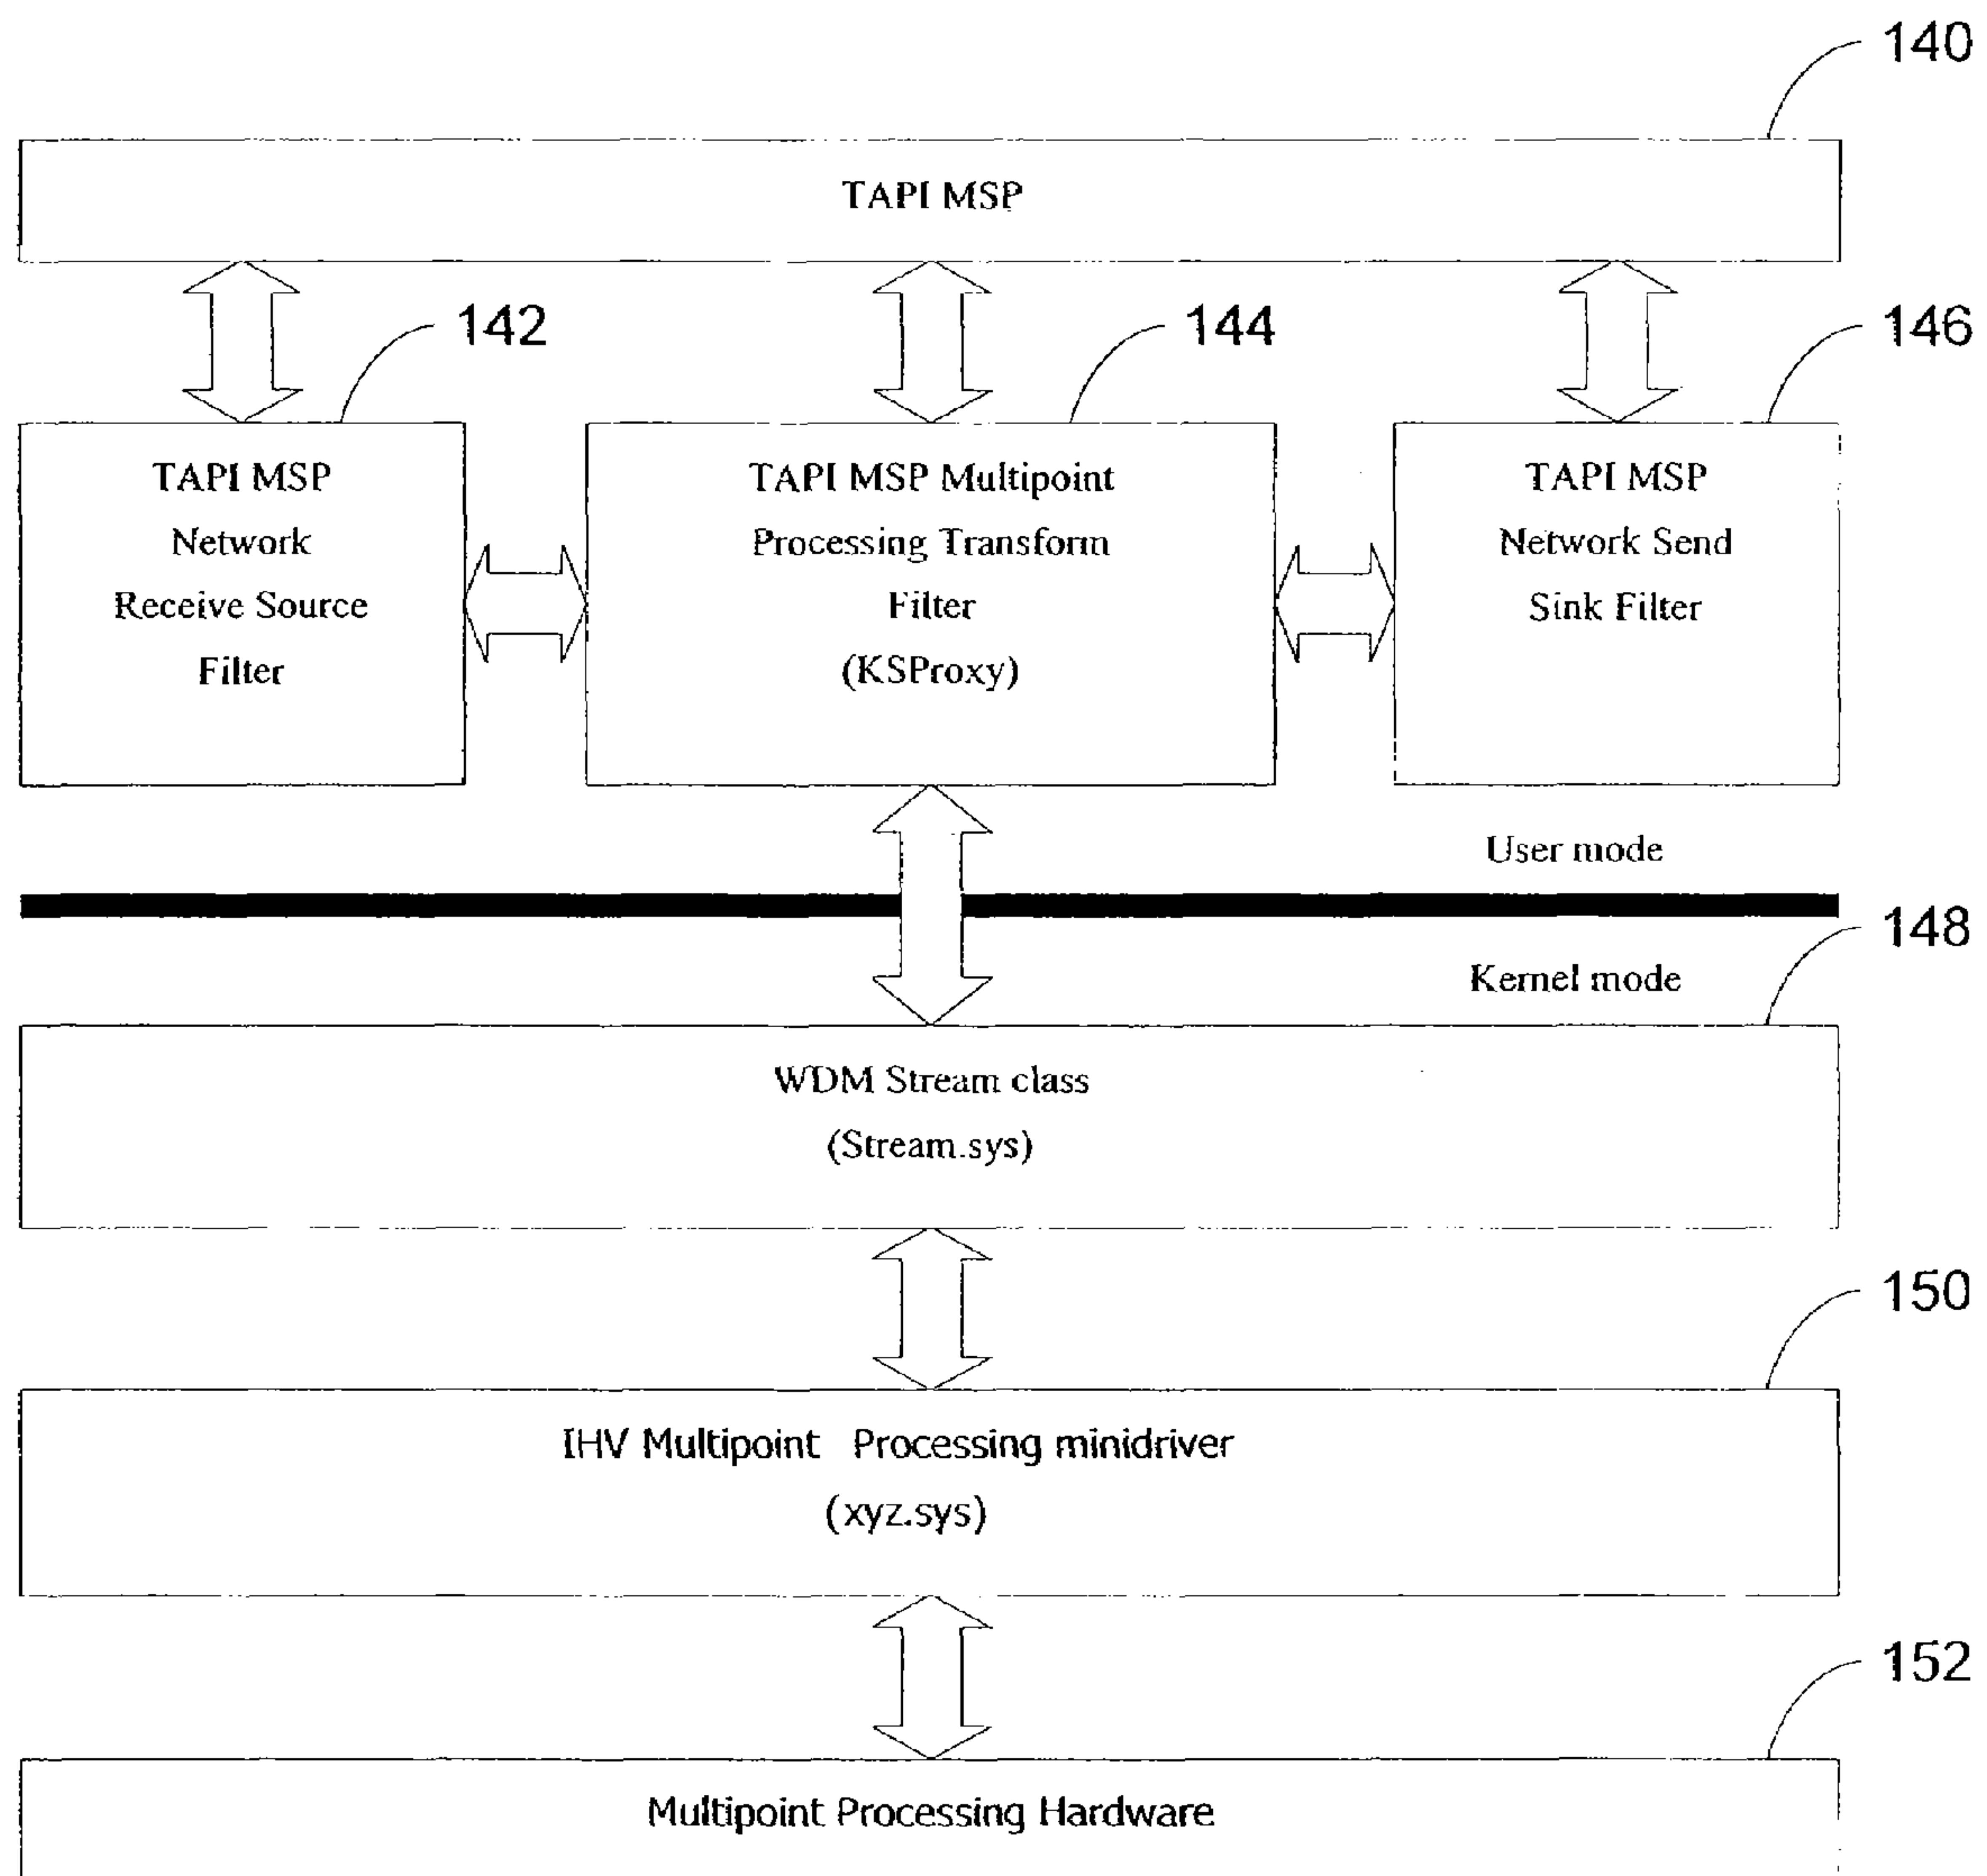 140
TAPI MSP
142
144
146
TAPI MSP
Network
Receive Source
Filter
TAPI MSP Multipoint
Processing Transform
Filter
(KSProxy)
TAPI MSP
Network Send
Sink Filter
User mode
148
Kernel mode
WDM Stream class
(Stream.sys)
150
IHV Multipoint Processing minidriver
(xyz.sys)
152
Multipoint Processing Hardware